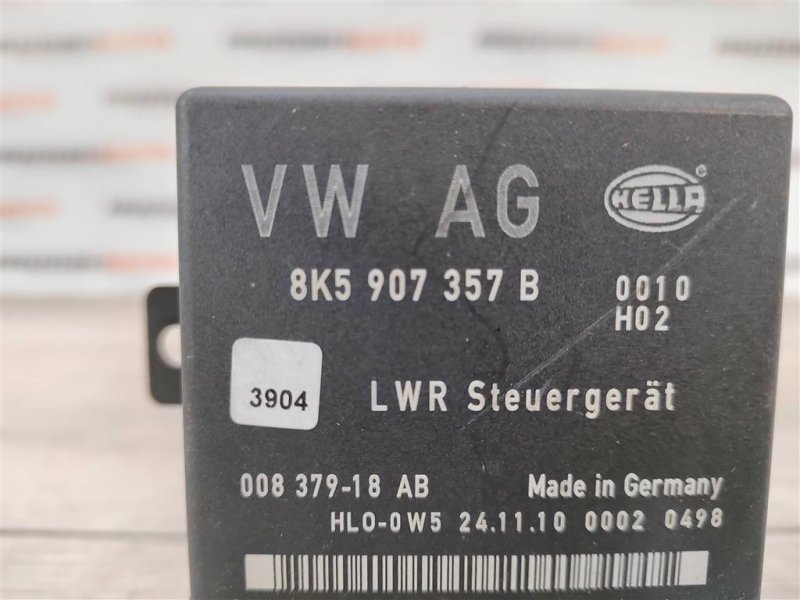 VW AG HELLA®
8K5 907 357 B 0010
H02
3904 LWR Steuergerät
008 379-18 AB Made in Germany
HLO-0W5 24.11.10 0002 0498